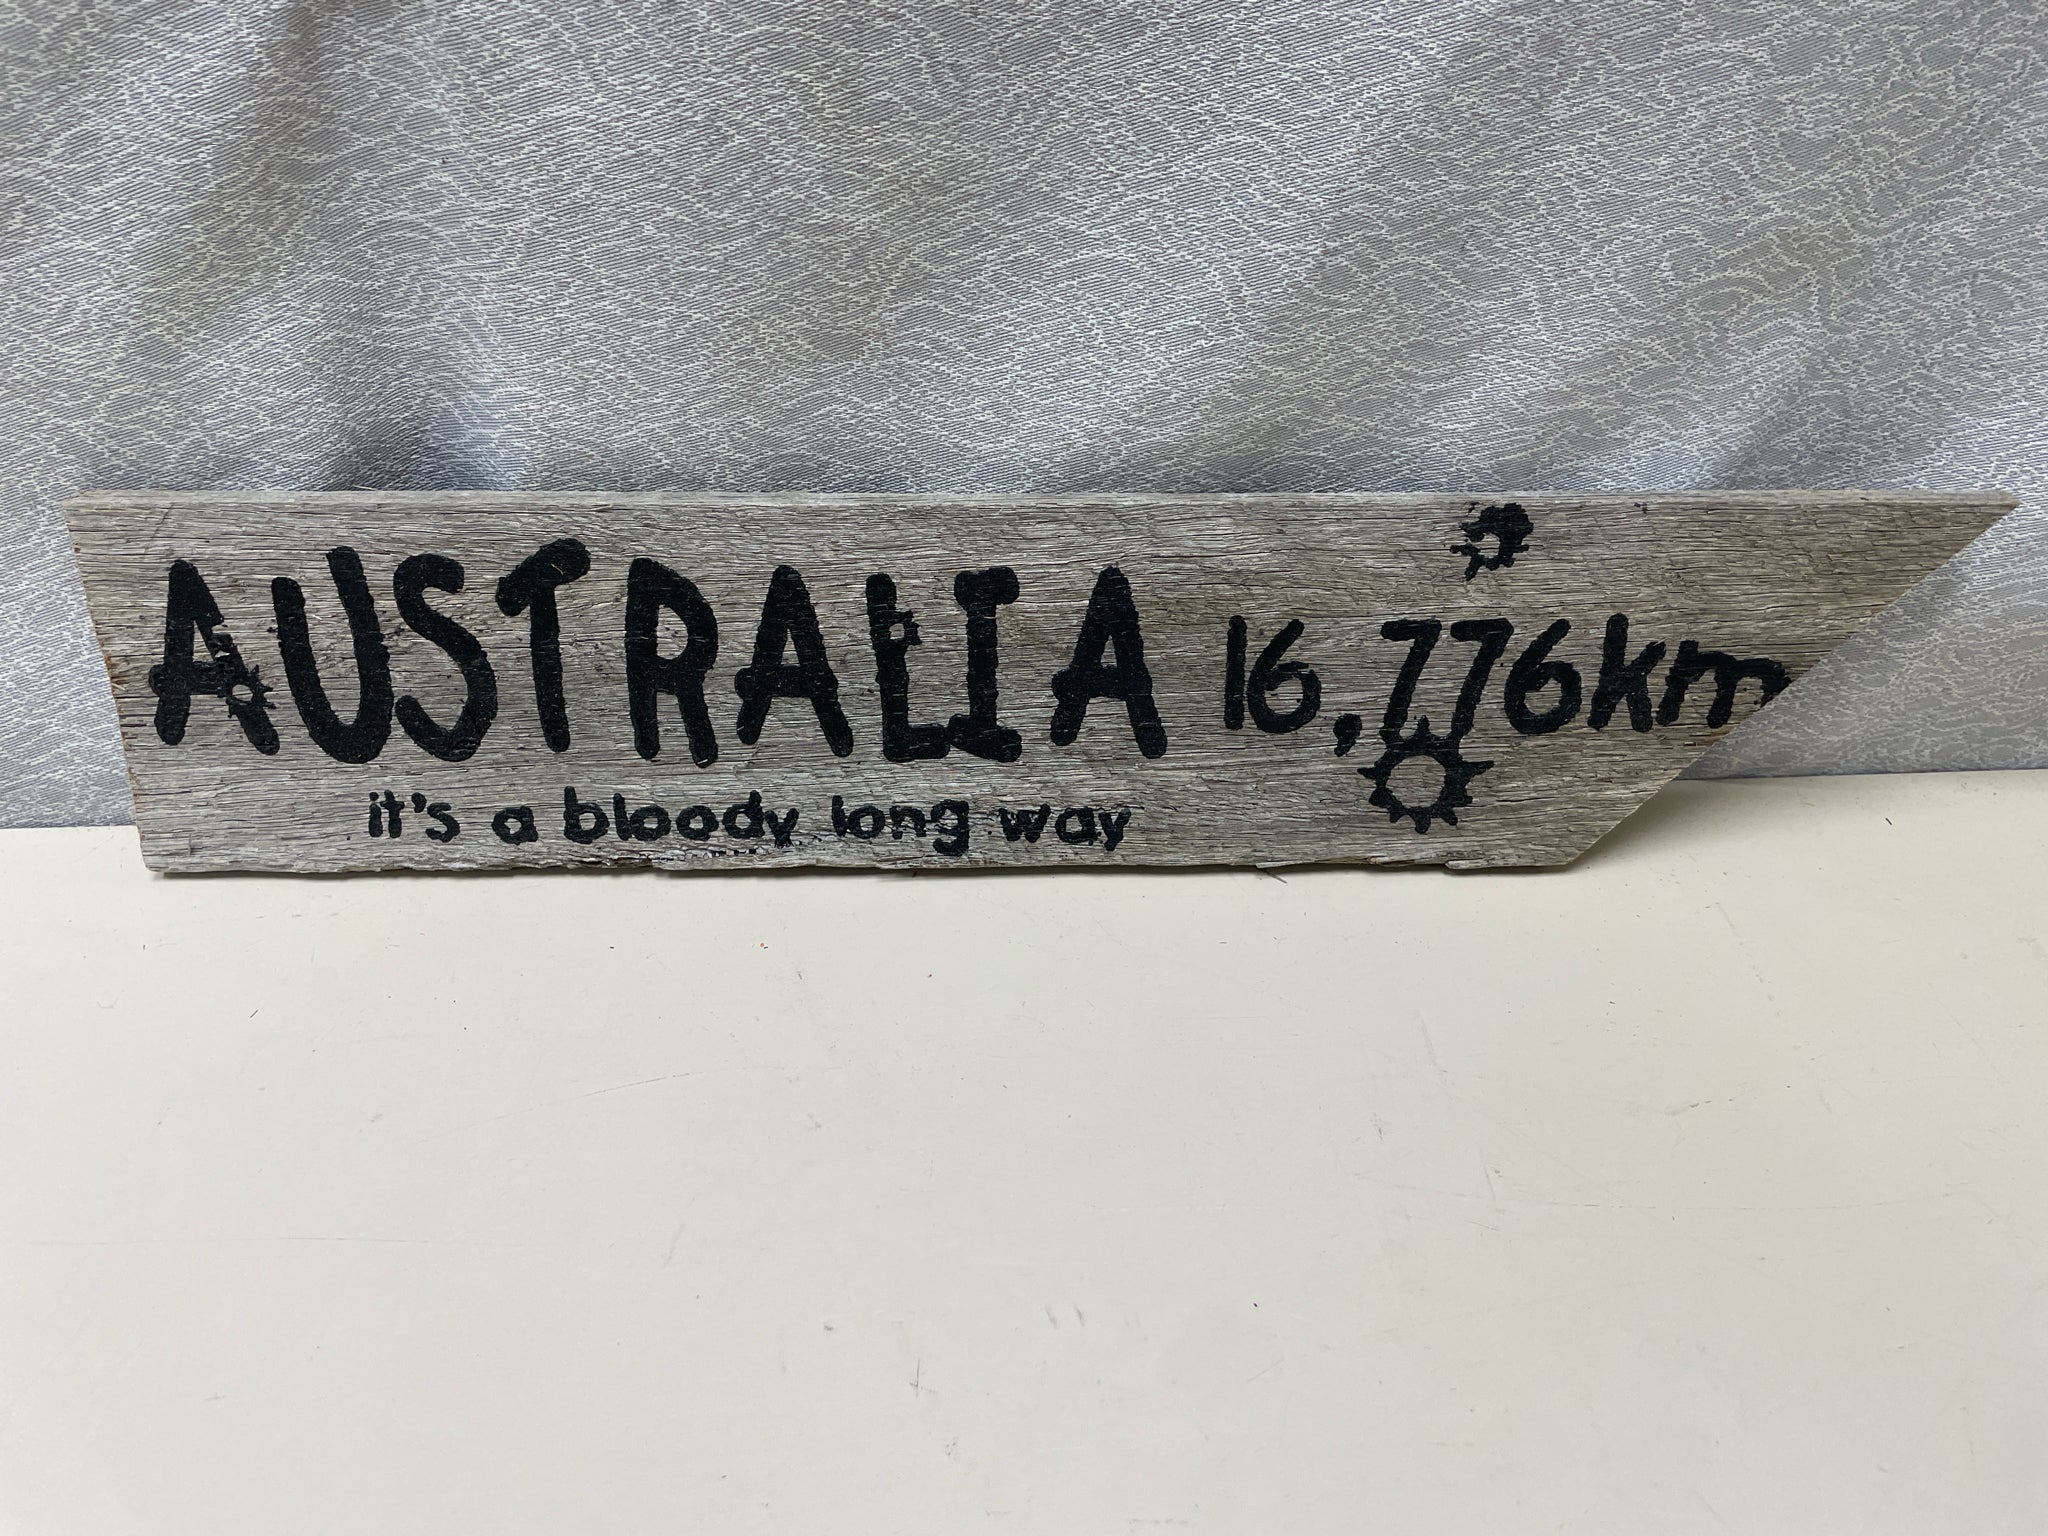 AUSTRALIA 16,776km
it's a bloody long way